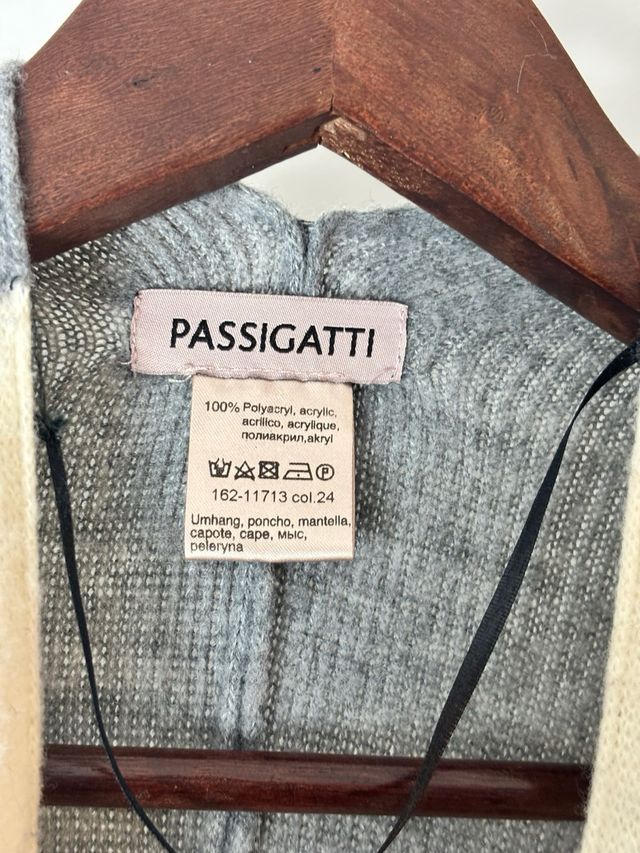 PASSIGATTI
100% Polyacryl, acrylic,
acrilico, acrylique,
полиакрил,akryl
P
162-11713 col.24
Umhang, poncho, mantella,
capote, cape, мыс,
peleryna